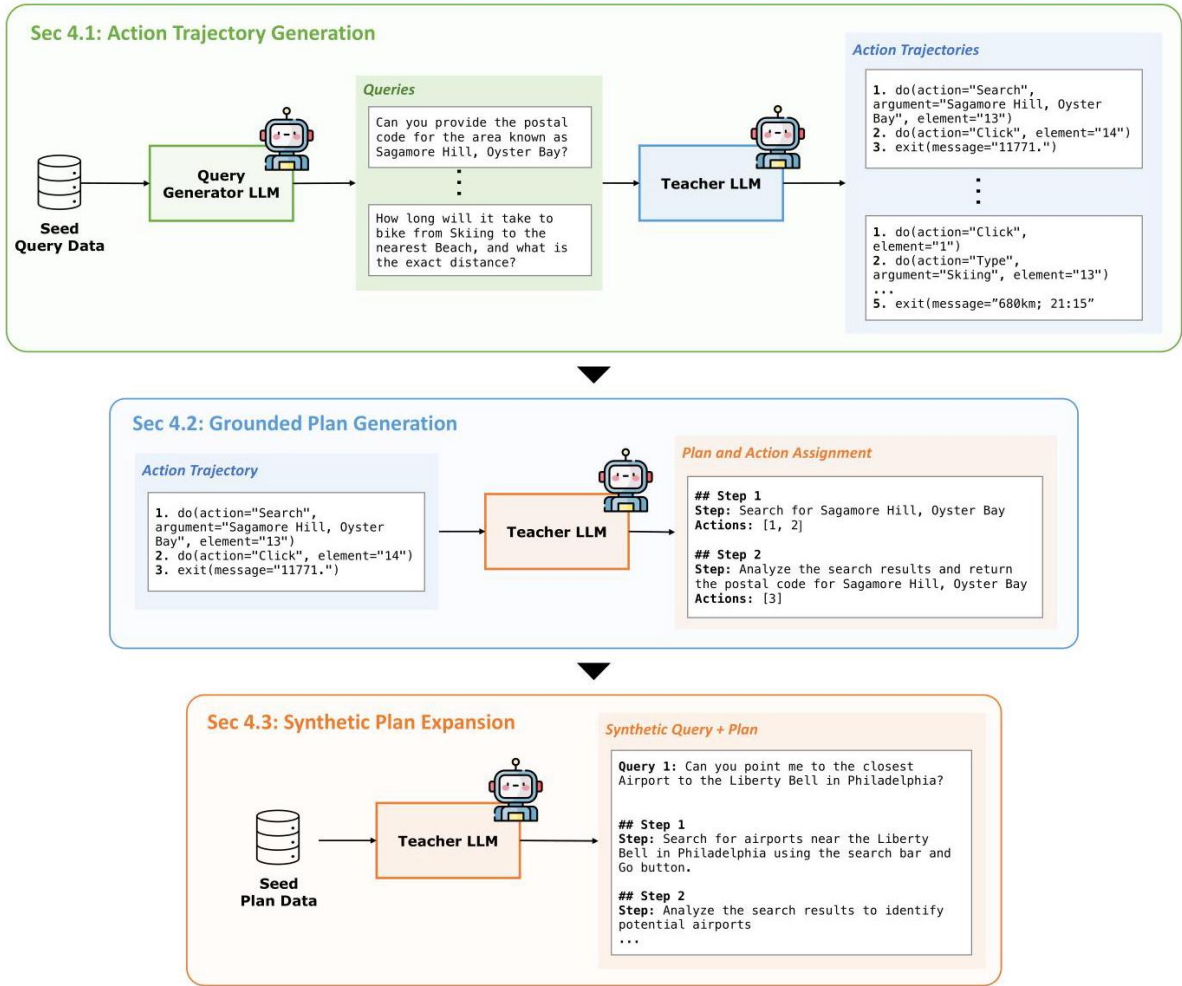 Sec 4.1: Action Trajectory Generation
Seed
Query Data
Query
Generator LLM
Queries
Can you provide the postal
code for the area known as
Sagamore Hill, Oyster Bay?
How long will it take to
bike from Skiing to the
nearest Beach, and what is
the exact distance?
Teacher LLM
Action Trajectories
1. do(action="Search",
argument="Sagamore Hill, Oyster
Bay", element="13")
2. do(action="Click", element="14")
3. exit(message="11771.")
1. do(action="Click",
element="1")
2. do(action="Type",
argument="Skiing", element="13")
...
5. exit(message=”680km; 21:15”
Sec 4.2: Grounded Plan Generation
Action Trajectory
1. do(action="Search",
argument="Sagamore Hill, Oyster
Bay", element="13")
2. do(action="Click", element="14")
3. exit(message="11771.")
Teacher LLM
Plan and Action Assignment
## Step 1
Step: Search for Sagamore Hill, Oyster Bay
Actions: [1, 2]
## Step 2
Step: Analyze the search results and return
the postal code for Sagamore Hill, Oyster Bay
Actions: [3]
Sec 4.3: Synthetic Plan Expansion
Seed
Plan Data
Teacher LLM
Synthetic Query + Plan
Query 1: Can you point me to the closest
Airport to the Liberty Bell in Philadelphia?
## Step 1
Step: Search for airports near the Liberty
Bell in Philadelphia using the search bar and
Go button.
## Step 2
Step: Analyze the search results to identify
potential airports
...